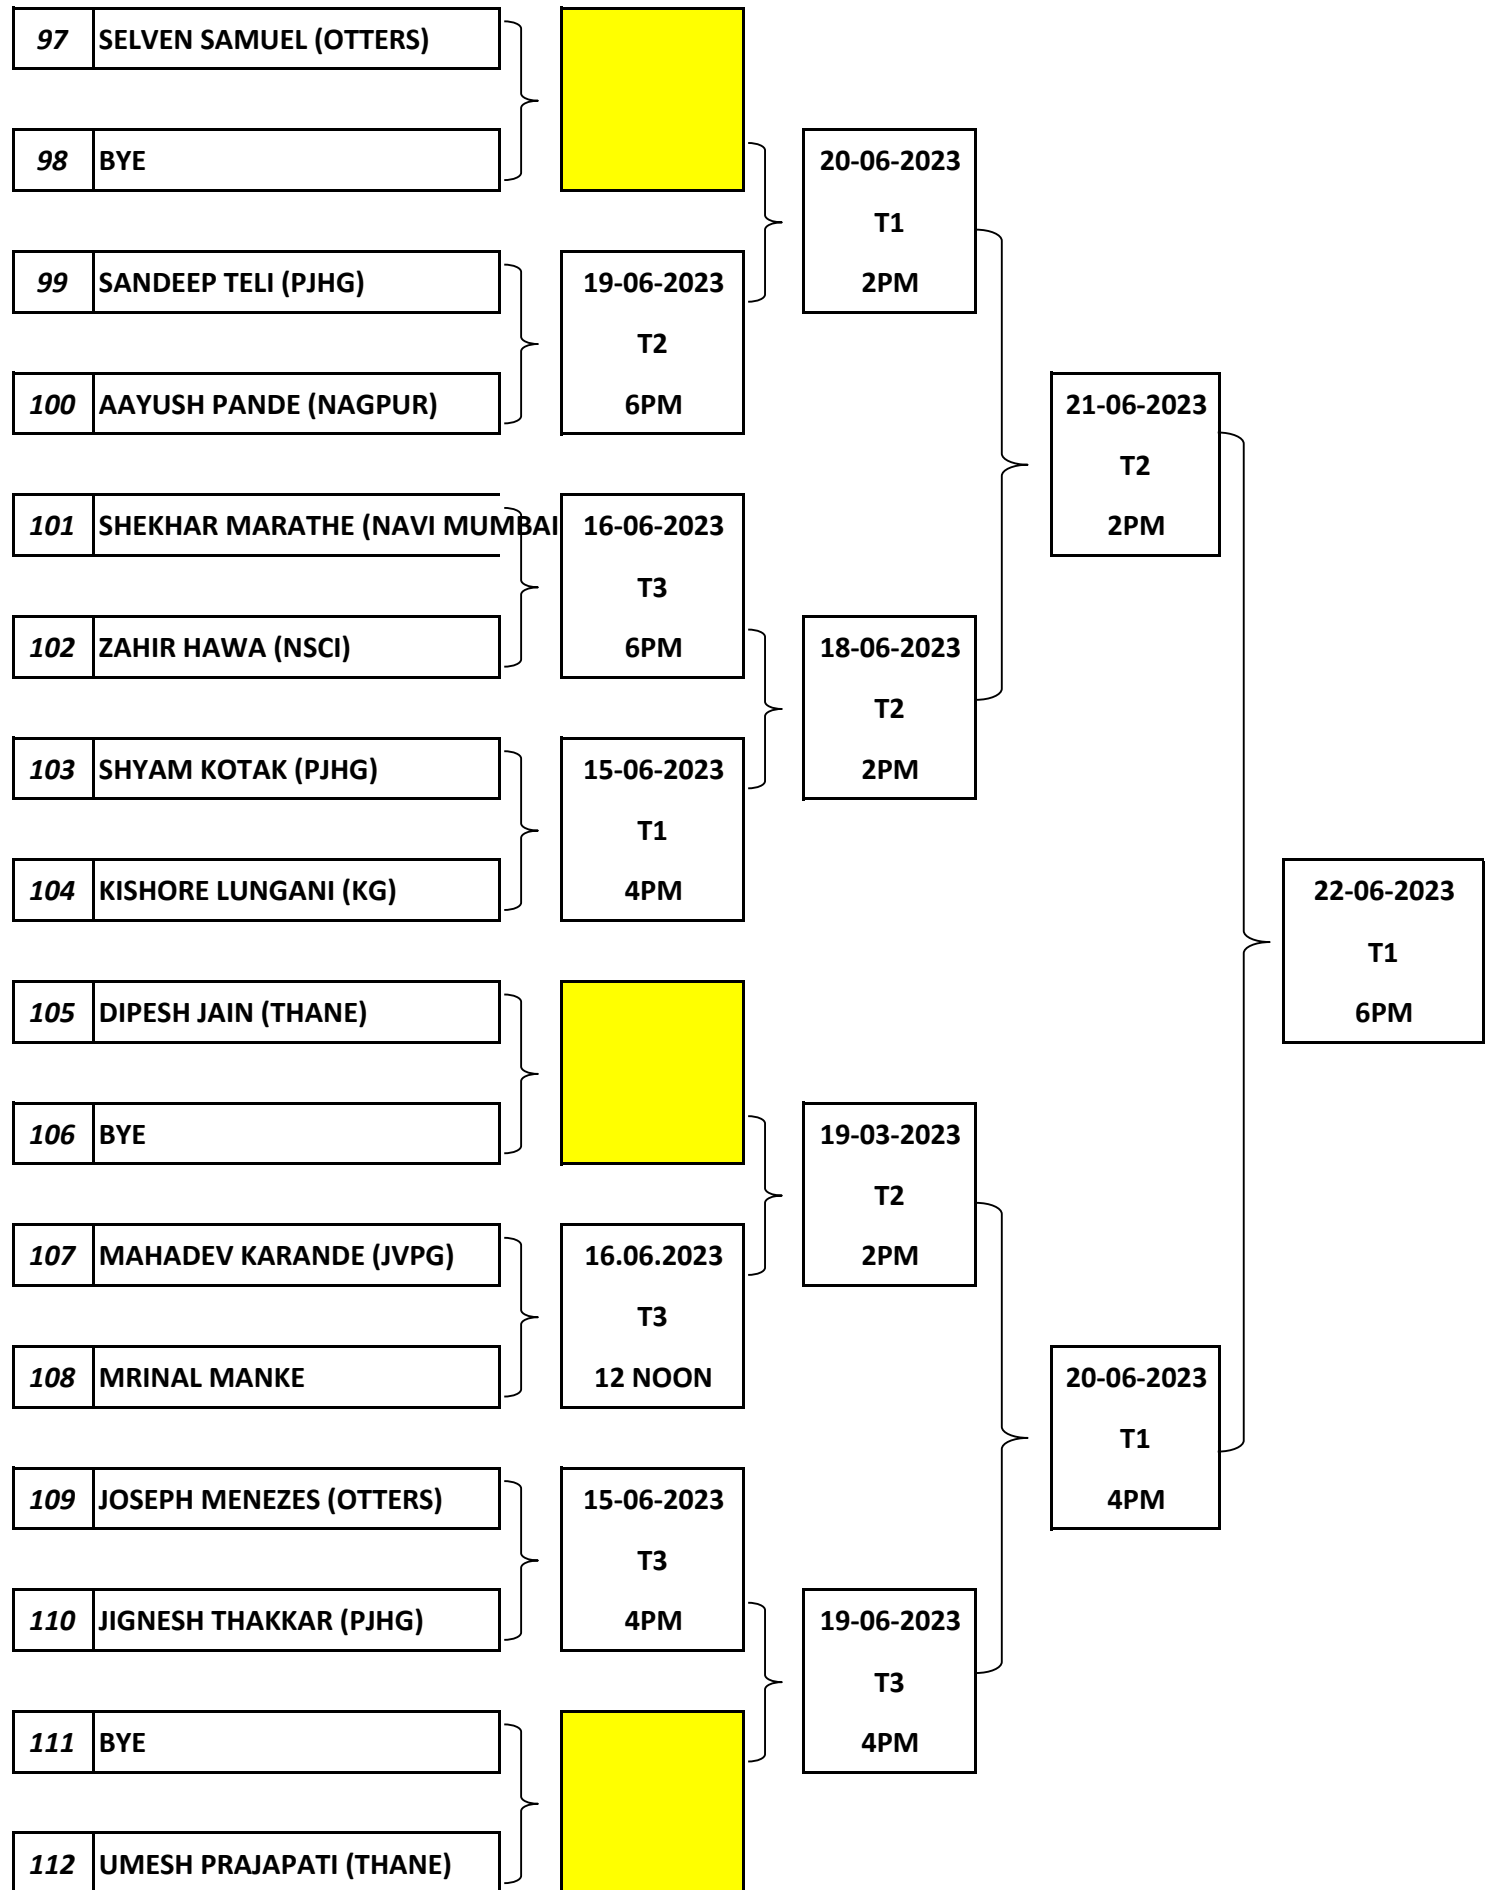 97 SELVEN SAMUEL (OTTERS)
98 BYE
20-06-2023
T1
99 SANDEEP TELI (PJHG)
19-06-2023
2PM
T2
100 AAYUSH PANDE (NAGPUR)
6PM
21-06-2023
T2
101 SHEKHAR MARATHE (NAVI MUMBAI
16-06-2023
2PM
T3
102 ZAHIR HAWA (NSCI)
6PM
18-06-2023
T2
103 SHYAM KOTAK (PJHG)
15-06-2023
2PM
T1
104 KISHORE LUNGANI (KG)
4PM
22-06-2023
T1
105 DIPESH JAIN (THANE)
6PM
106 BYE
19-03-2023
T2
107 MAHADEV KARANDE (JVPG)
16.06.2023
2PM
T3
108 MRINAL MANKE
12 NOON
20-06-2023
T1
109 JOSEPH MENEZES (OTTERS)
15-06-2023
4PM
T3
110 JIGNESH THAKKAR (PJHG)
4PM
19-06-2023
T3
111 BYE
4PM
112 UMESH PRAJAPATI (THANE)